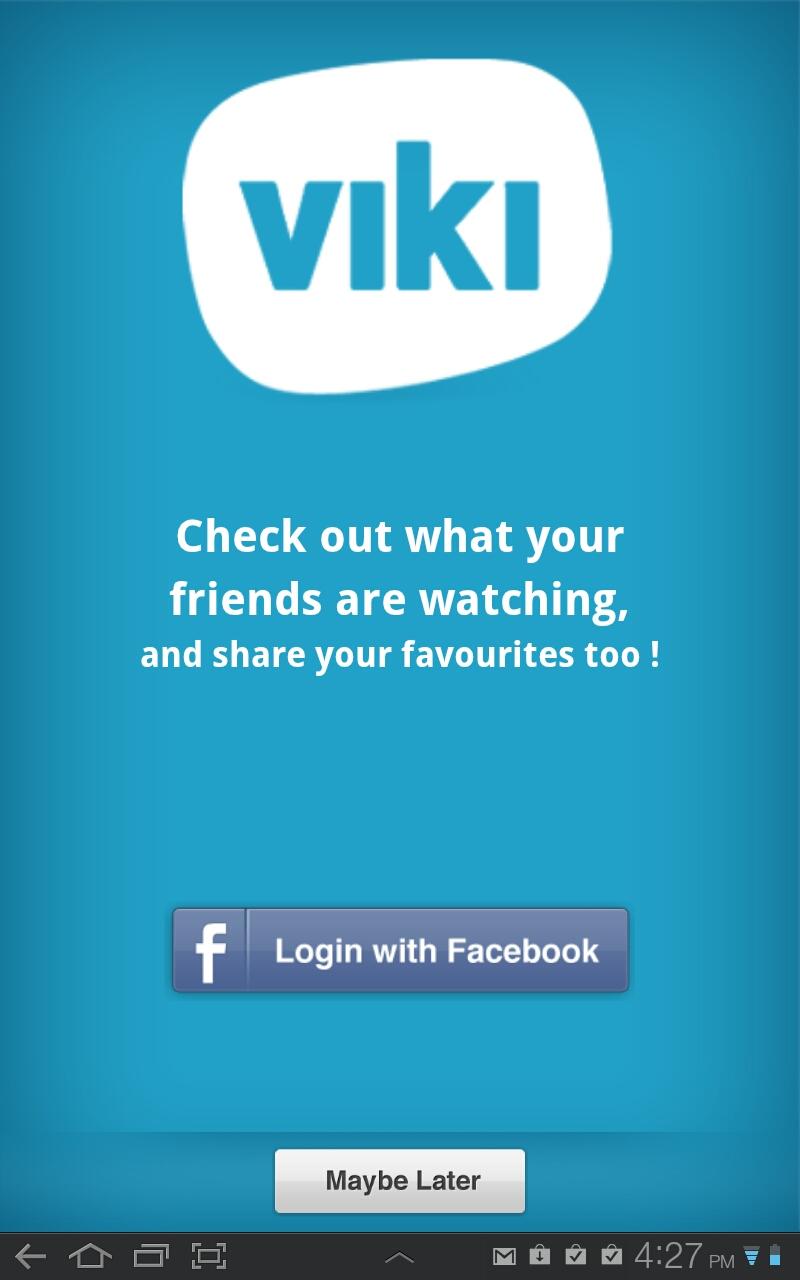 viki
Check out what your
friends are watching,
and share your favourites too !
f Login with Facebook
Maybe Later
4:27 PM